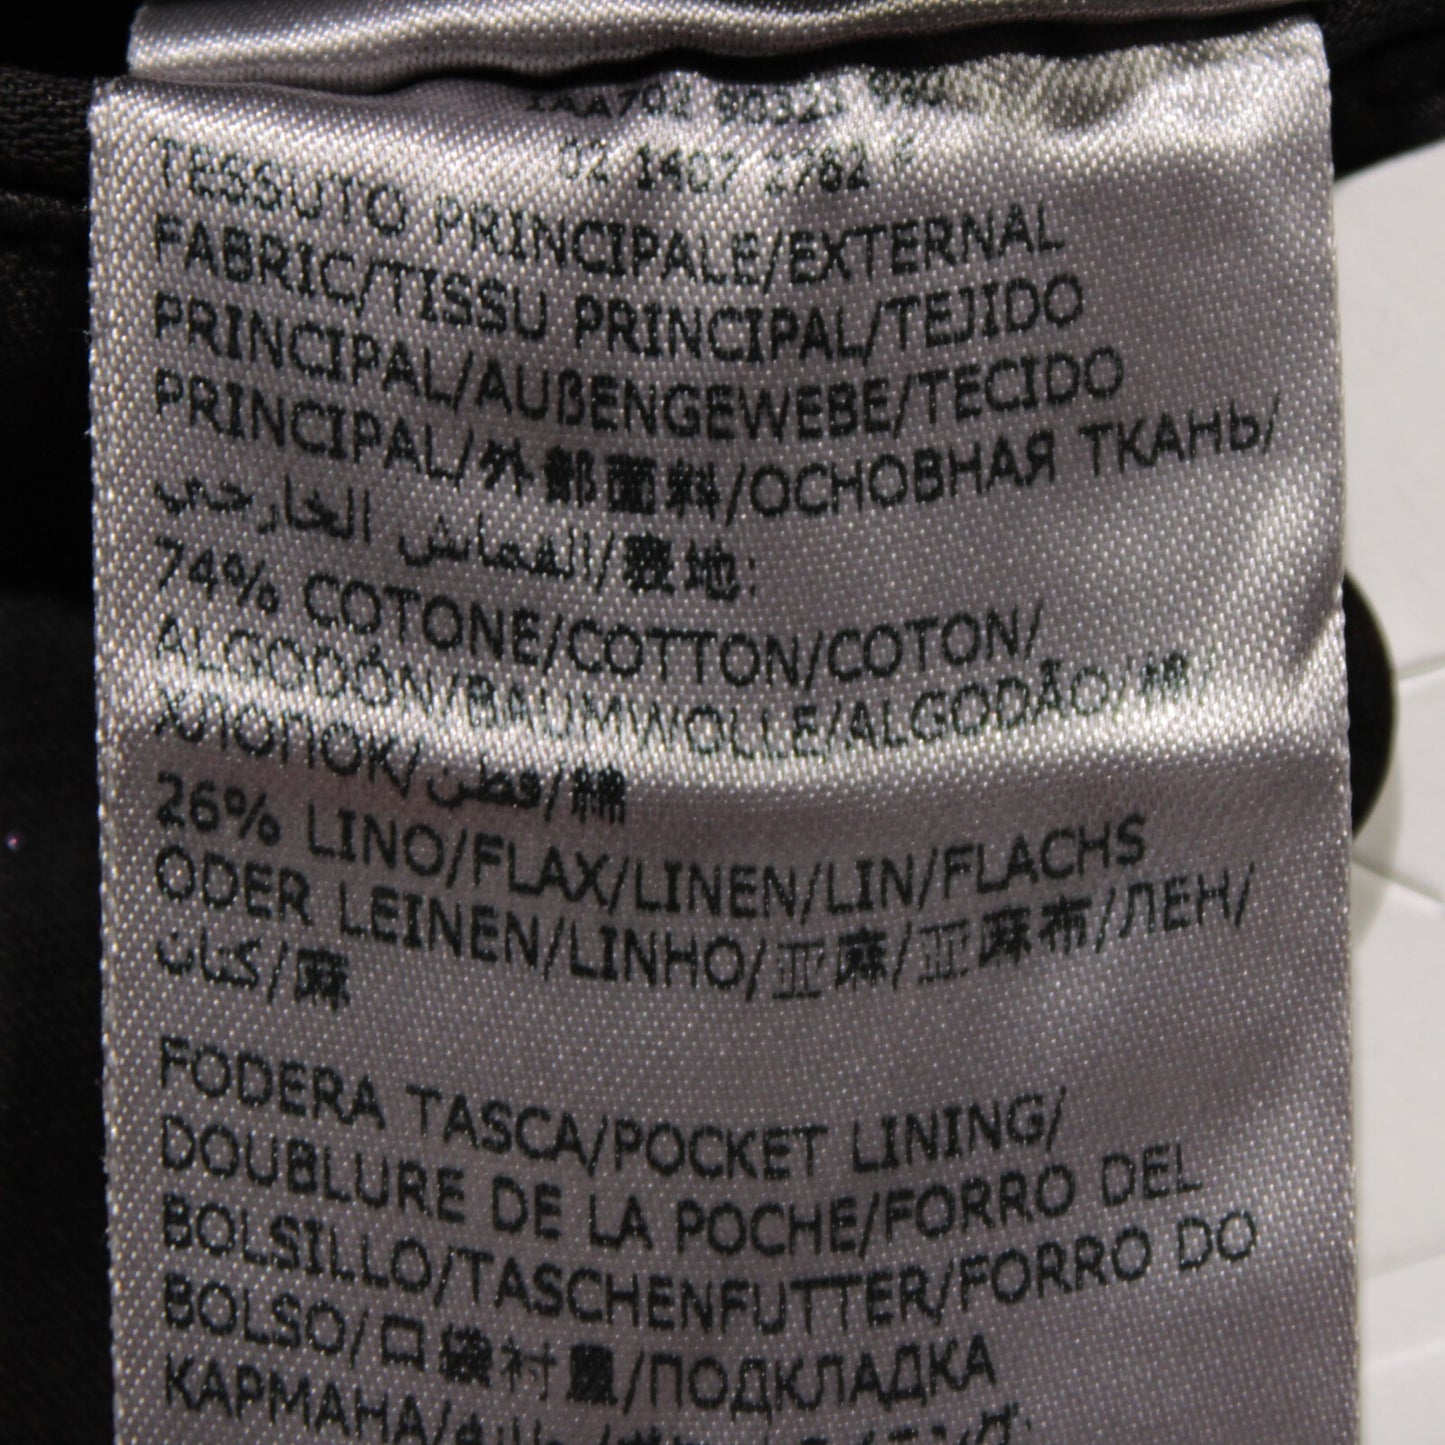 02 1407 2782
TESSUTO PRINCIPALE/EXTERNAL
FABRIC/TISSU PRINCIPAL/TEJIDO
PRINCIPAL/AUßENGEWEBE/TECIDO
PRINCIPAL/外部面料/ОСНОВНАЯ ТКАНЬ/
القماش الخارجي/表地:
74% COTONE/COTTON/COTON/
ALGODÓN/BAUMWOLLE/ALGODÃO/棉/
ХЛОПОК/قطن/綿
26% LINO/FLAX/LINEN/LIN/FLACHS
ODER LEINEN/LINHO/亚麻/亚麻布/ЛЕН/
كتان/麻
FODERA TASCA/POCKET LINING/
DOUBLURE DE LA POCHE/FORRO DEL
BOLSILLO/TASCHENFUTTER/FORRO DO
BOLSO/口袋衬里/ПОДКЛАДКА
КАРМАНА/